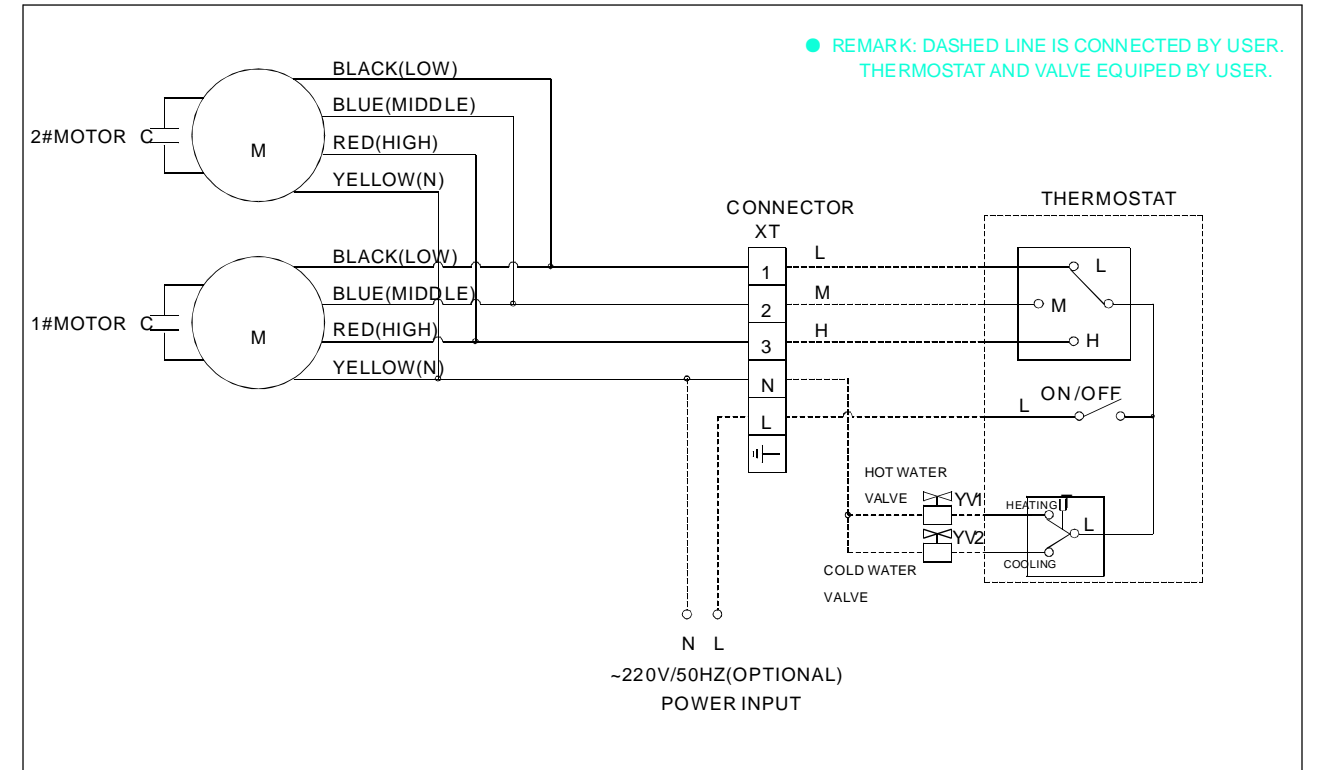 REMARK: DASHED LINE IS CONNECTED BY USER.
THERMOSTAT AND VALVE EQUIPED BY USER.
BLACK(LOW)
BLUE(MIDDLE)
2#MOTOR C
M
RED(HIGH)
YELLOW(N)
THERMOSTAT
CONNECTOR
XT
BLACK(LOW)
1
L
L
BLUE(MIDDLE)
2
M
M
1#MOTOR C
M
RED(HIGH)
3
H
H
YELLOW(N)
N
L
L
ON/OFF
HOT WATER
VALVE
YV1
HEATING
T
L
YV2
COOLING
COLD WATER
VALVE
N L
~220V/50HZ(OPTIONAL)
POWER INPUT